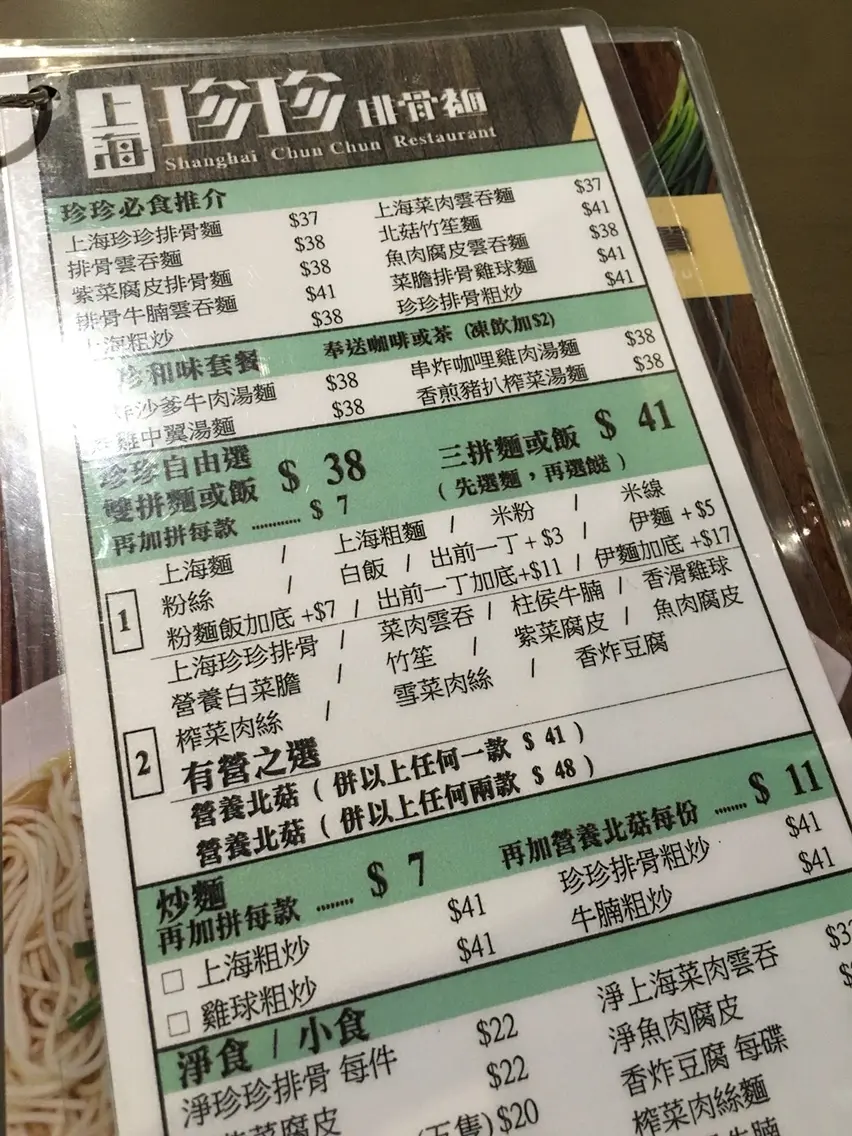 上海 珍珍 排骨麵
Shanghai Chun Chun Restaurant
珍珍必食推介
上海珍珍排骨麵 $37 上海菜肉雲吞麵 $37
排骨雲吞麵 $38 北菇竹笙麵 $41
紫菜腐皮排骨麵 $38 魚肉腐皮雲吞麵 $38
排骨牛腩雲吞麵 $41 菜膽排骨雞球麵 $41
上海粗炒 $38 珍珍排骨粗炒 $41
珍和味套餐 奉送咖啡或茶 (凍飲加$2)
沙爹牛肉湯麵 $38 串炸咖哩雞肉湯麵 $38
雞中翼湯麵 $38 香煎豬扒榨菜湯麵 $38
珍珍自由選
雙拼麵或飯 $ 38 三拼麵或飯 $ 41
再加拼每款 ............ $ 7 (先選麵,再選餸)
1
上海麵 / 上海粗麵 / 米粉 / 米線
粉絲 / 白飯 / 出前一丁 + $3 / 伊麵 + $5
粉麵飯加底 +$7 / 出前一丁加底+$11 / 伊麵加底 +$17
2
上海珍珍排骨 / 菜肉雲吞 / 柱侯牛腩 / 香滑雞球
營養白菜膽 / 竹笙 / 紫菜腐皮 / 魚肉腐皮
榨菜肉絲 / 雪菜肉絲 / 香炸豆腐
有營之選
營養北菇 ( 併以上任何一款 $ 41 )
營養北菇 ( 併以上任何兩款 $ 48 )
炒麵
再加拼每款 ........ $ 7 再加營養北菇每份 ....... $ 11
□ 上海粗炒 $41 珍珍排骨粗炒 $41
□ 雞球粗炒 $41 牛腩粗炒 $41
淨食 / 小食
淨珍珍排骨 每件 $22 淨上海菜肉雲吞
菜腐皮 $22 淨魚肉腐皮
(五隻) $20 香炸豆腐 每碟
榨菜肉絲麵
牛腩